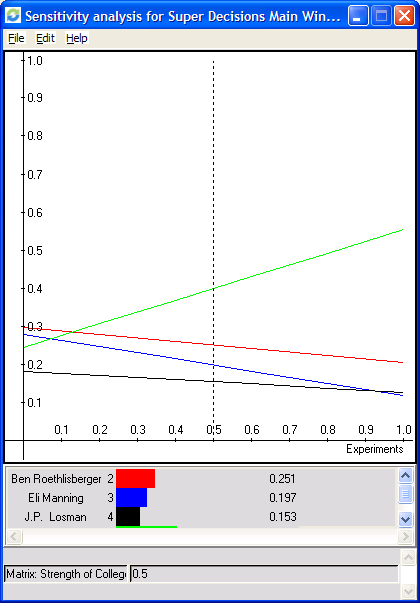 Sensitivity analysis for Super Decisions Main Win...
File Edit Help
1.0
0.9
0.8
0.7
0.6
0.5
0.4
0.3
0.2
0.1
0.1 0.2 0.3 0.4 0.5 0.6 0.7 0.8 0.9 1.0
Experiments
Ben Roethlisberger 2 0.251
Eli Manning 3 0.197
J.P. Losman 4 0.153
Matrix: Strength of Colleg 0.5